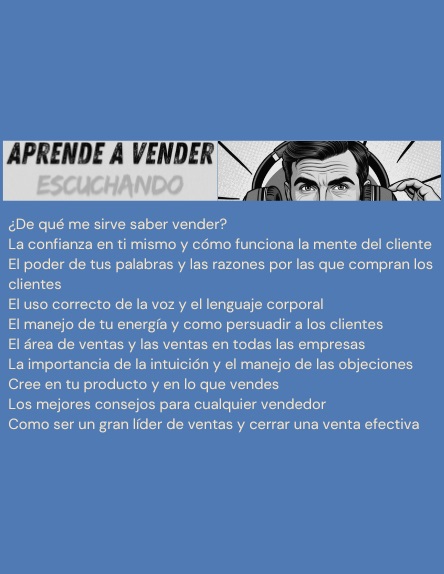 APRENDE A VENDER
ESCUCHANDO
¿De qué me sirve saber vender?
La confianza en ti mismo y cómo funciona la mente del cliente
El poder de tus palabras y las razones por las que compran los
clientes
El uso correcto de la voz y el lenguaje corporal
El manejo de tu energía y como persuadir a los clientes
El área de ventas y las ventas en todas las empresas
La importancia de la intuición y el manejo de las objeciones
Cree en tu producto y en lo que vendes
Los mejores consejos para cualquier vendedor
Como ser un gran líder de ventas y cerrar una venta efectiva